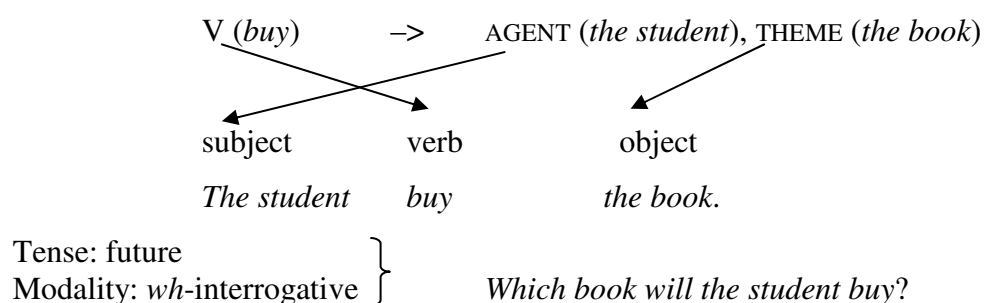 V (buy) –> AGENT (the student), THEME (the book)
subject verb object
The student buy the book.
Tense: future
Modality: wh-interrogative Which book will the student buy?